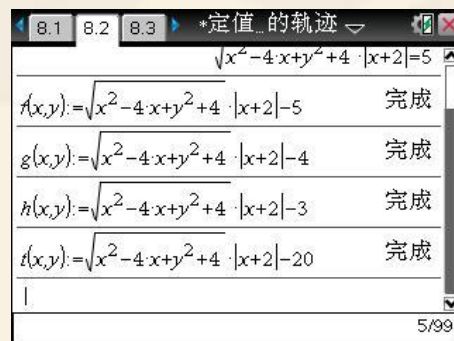 8.1 8.2 8.3 *定值_的轨迹
√(x²-4·x+y²+4)·|x+2|=5
f(x,y):=√(x²-4·x+y²+4)·|x+2|-5 完成
g(x,y):=√(x²-4·x+y²+4)·|x+2|-4 完成
h(x,y):=√(x²-4·x+y²+4)·|x+2|-3 完成
t(x,y):=√(x²-4·x+y²+4)·|x+2|-20 完成
5/99